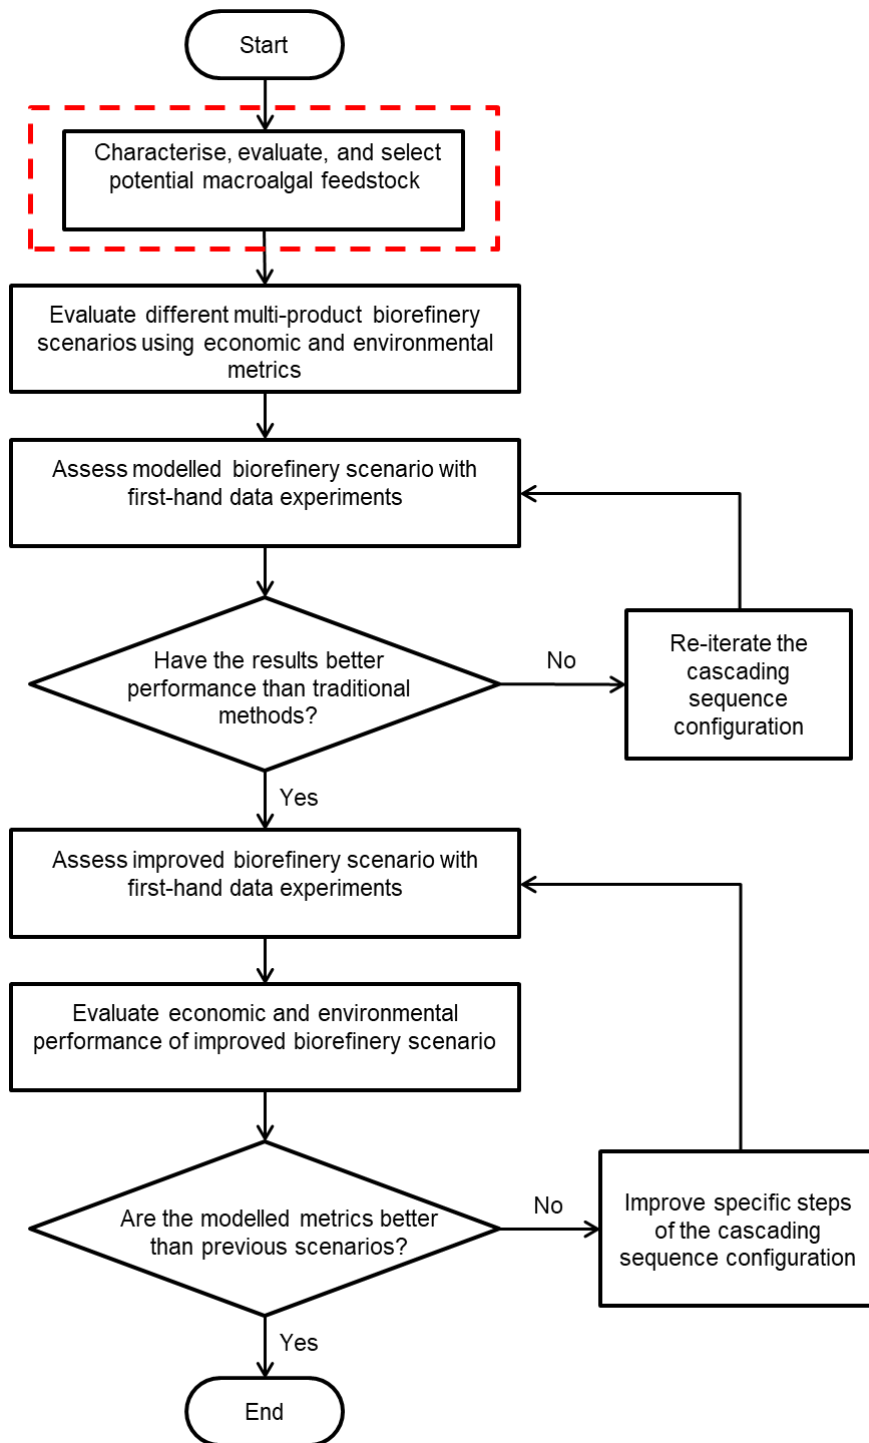 Start
Characterise, evaluate, and select
potential macroalgal feedstock
Evaluate different multi-product biorefinery
scenarios using economic and environmental
metrics
Assess modelled biorefinery scenario with
first-hand data experiments
Have the results better
performance than traditional
methods?
No
Re-iterate the
cascading
sequence
configuration
Yes
Assess improved biorefinery scenario with
first-hand data experiments
Evaluate economic and environmental
performance of improved biorefinery scenario
Are the modelled metrics better
than previous scenarios?
No
Improve specific steps
of the cascading
sequence configuration
Yes
End